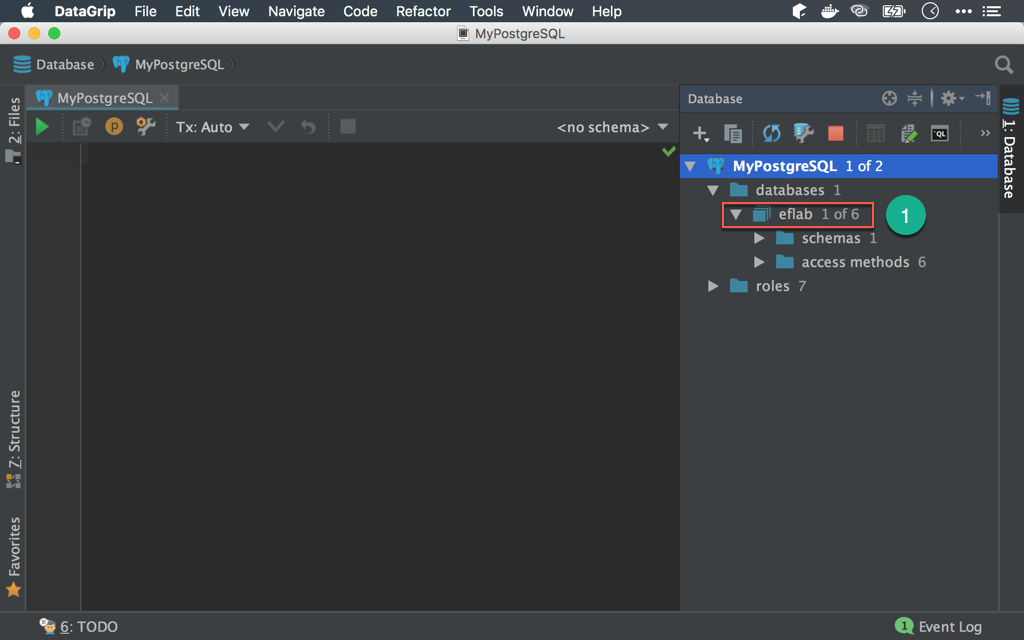 DataGrip File Edit View Navigate Code Refactor Tools Window Help
MyPostgreSQL
Database MyPostgreSQL
2: Files
MyPostgreSQL
Tx: Auto <no schema>
Z: Structure
Favorites
Database
QL
MyPostgreSQL 1 of 2
databases 1
eflab 1 of 6
1
schemas 1
access methods 6
roles 7
1: Database
6: TODO
1 Event Log